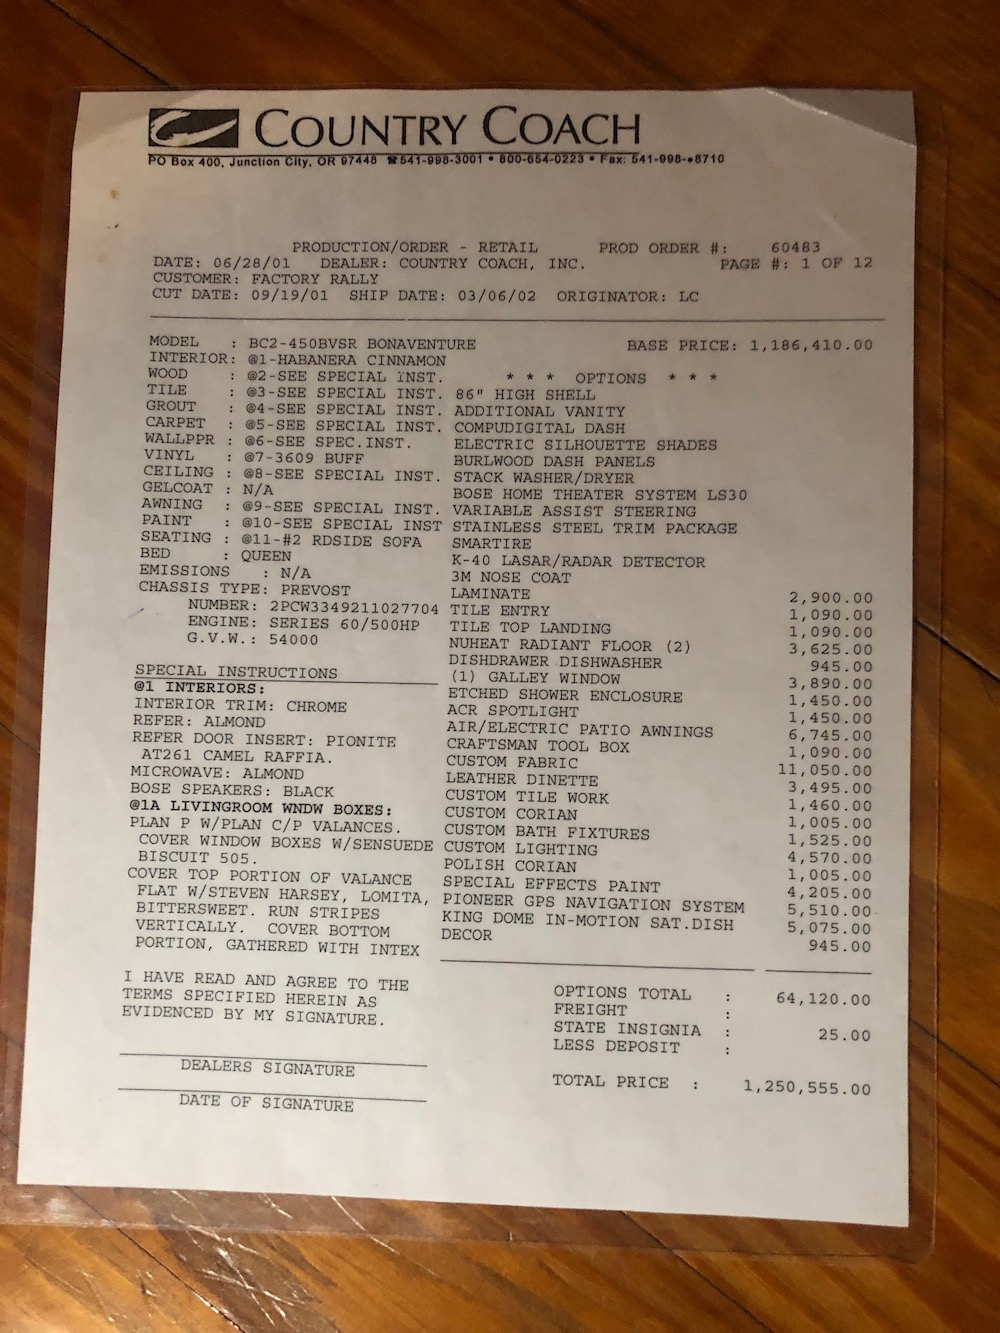 COUNTRY COACH
PO Box 400, Junction City, OR 97448 ☎541-998-3001 • 800-654-0223 • Fax: 541-998-•8710
PRODUCTION/ORDER - RETAIL PROD ORDER #: 60483
DATE: 06/28/01 DEALER: COUNTRY COACH, INC. PAGE #: 1 OF 12
CUSTOMER: FACTORY RALLY
CUT DATE: 09/19/01 SHIP DATE: 03/06/02 ORIGINATOR: LC
MODEL : BC2-450BVSR BONAVENTURE BASE PRICE: 1,186,410.00
INTERIOR: @1-HABANERA CINNAMON
WOOD : @2-SEE SPECIAL INST.
TILE : @3-SEE SPECIAL INST.
GROUT : @4-SEE SPECIAL INST.
CARPET : @5-SEE SPECIAL INST.
WALLPPR : @6-SEE SPEC.INST.
VINYL : @7-3609 BUFF
CEILING : @8-SEE SPECIAL INST.
GELCOAT : N/A
AWNING : @9-SEE SPECIAL INST.
PAINT : @10-SEE SPECIAL INST
SEATING : @11-#2 RDSIDE SOFA
BED : QUEEN
EMISSIONS : N/A
CHASSIS TYPE: PREVOST
NUMBER: 2PCW3349211027704
ENGINE: SERIES 60/500HP
G.V.W.: 54000
SPECIAL INSTRUCTIONS
@1 INTERIORS:
INTERIOR TRIM: CHROME
REFER: ALMOND
REFER DOOR INSERT: PIONITE
AT261 CAMEL RAFFIA.
MICROWAVE: ALMOND
BOSE SPEAKERS: BLACK
@1A LIVINGROOM WNDW BOXES:
PLAN P W/PLAN C/P VALANCES.
COVER WINDOW BOXES W/SENSUEDE
BISCUIT 505.
COVER TOP PORTION OF VALANCE
FLAT W/STEVEN HARSEY, LOMITA,
BITTERSWEET. RUN STRIPES
VERTICALLY. COVER BOTTOM
PORTION, GATHERED WITH INTEX
I HAVE READ AND AGREE TO THE
TERMS SPECIFIED HEREIN AS
EVIDENCED BY MY SIGNATURE.
DEALERS SIGNATURE
DATE OF SIGNATURE
* * * OPTIONS * * *
86" HIGH SHELL
ADDITIONAL VANITY
COMPUDIGITAL DASH
ELECTRIC SILHOUETTE SHADES
BURLWOOD DASH PANELS
STACK WASHER/DRYER
BOSE HOME THEATER SYSTEM LS30
VARIABLE ASSIST STEERING
STAINLESS STEEL TRIM PACKAGE
SMARTIRE
K-40 LASAR/RADAR DETECTOR
3M NOSE COAT
LAMINATE 2,900.00
TILE ENTRY 1,090.00
TILE TOP LANDING 1,090.00
NUHEAT RADIANT FLOOR (2) 3,625.00
DISHDRAWER DISHWASHER 945.00
(1) GALLEY WINDOW 3,890.00
ETCHED SHOWER ENCLOSURE 1,450.00
ACR SPOTLIGHT 1,450.00
AIR/ELECTRIC PATIO AWNINGS 6,745.00
CRAFTSMAN TOOL BOX 1,090.00
CUSTOM FABRIC 11,050.00
LEATHER DINETTE 3,495.00
CUSTOM TILE WORK 1,460.00
CUSTOM CORIAN 1,005.00
CUSTOM BATH FIXTURES 1,525.00
CUSTOM LIGHTING 4,570.00
POLISH CORIAN 1,005.00
SPECIAL EFFECTS PAINT 4,205.00
PIONEER GPS NAVIGATION SYSTEM 5,510.00
KING DOME IN-MOTION SAT.DISH 5,075.00
DECOR 945.00
OPTIONS TOTAL : 64,120.00
FREIGHT :
STATE INSIGNIA : 25.00
LESS DEPOSIT :
TOTAL PRICE : 1,250,555.00